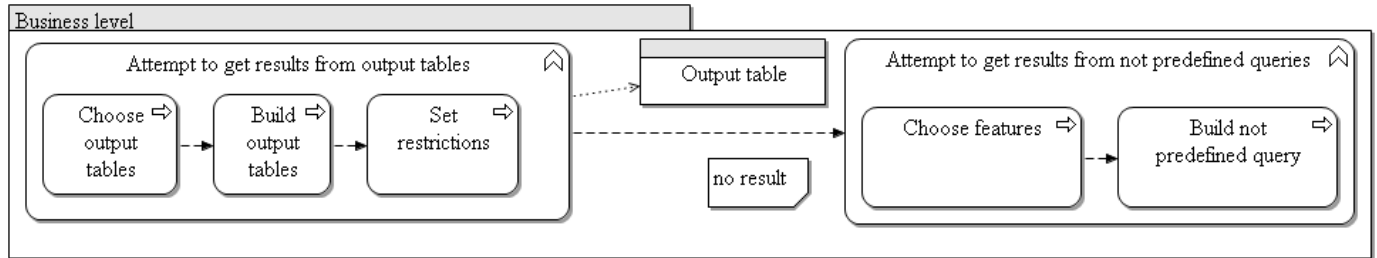 Business level
Attempt to get results from output tables
Choose
output
tables
Build
output
tables
Set
restrictions
Output table
no result
Attempt to get results from not predefined queries
Choose features
Build not
predefined query